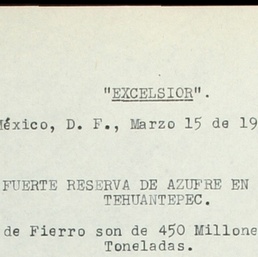 "EXCELSIOR".
México, D. F., Marzo 15 de 19
FUERTE RESERVA DE AZUFRE EN
TEHUANTEPEC.
de Fierro son de 450 Millone
Toneladas.